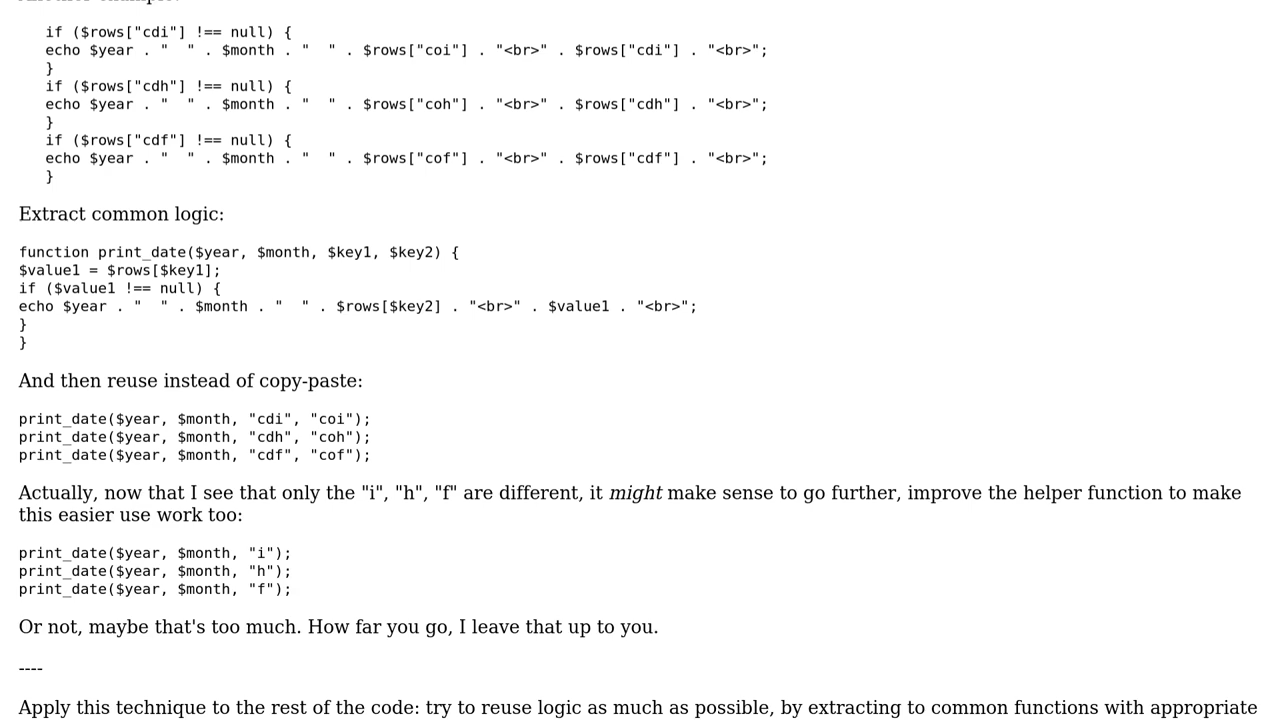 if ($rows["cdi"] !== null) {
echo $year . "  " . $month . "  " . $rows["coi"] . "<br>" . $rows["cdi"] . "<br>";
}
if ($rows["cdh"] !== null) {
echo $year . "  " . $month . "  " . $rows["coh"] . "<br>" . $rows["cdh"] . "<br>";
}
if ($rows["cdf"] !== null) {
echo $year . "  " . $month . "  " . $rows["cof"] . "<br>" . $rows["cdf"] . "<br>";
}
Extract common logic:
function print_date($year, $month, $key1, $key2) {
$value1 = $rows[$key1];
if ($value1 !== null) {
echo $year . "  " . $month . "  " . $rows[$key2] . "<br>" . $value1 . "<br>";
}
}
And then reuse instead of copy-paste:
print_date($year, $month, "cdi", "coi");
print_date($year, $month, "cdh", "coh");
print_date($year, $month, "cdf", "cof");
Actually, now that I see that only the "i", "h", "f" are different, it might make sense to go further, improve the helper function to make
this easier use work too:
print_date($year, $month, "i");
print_date($year, $month, "h");
print_date($year, $month, "f");
Or not, maybe that's too much. How far you go, I leave that up to you.
----
Apply this technique to the rest of the code: try to reuse logic as much as possible, by extracting to common functions with appropriate